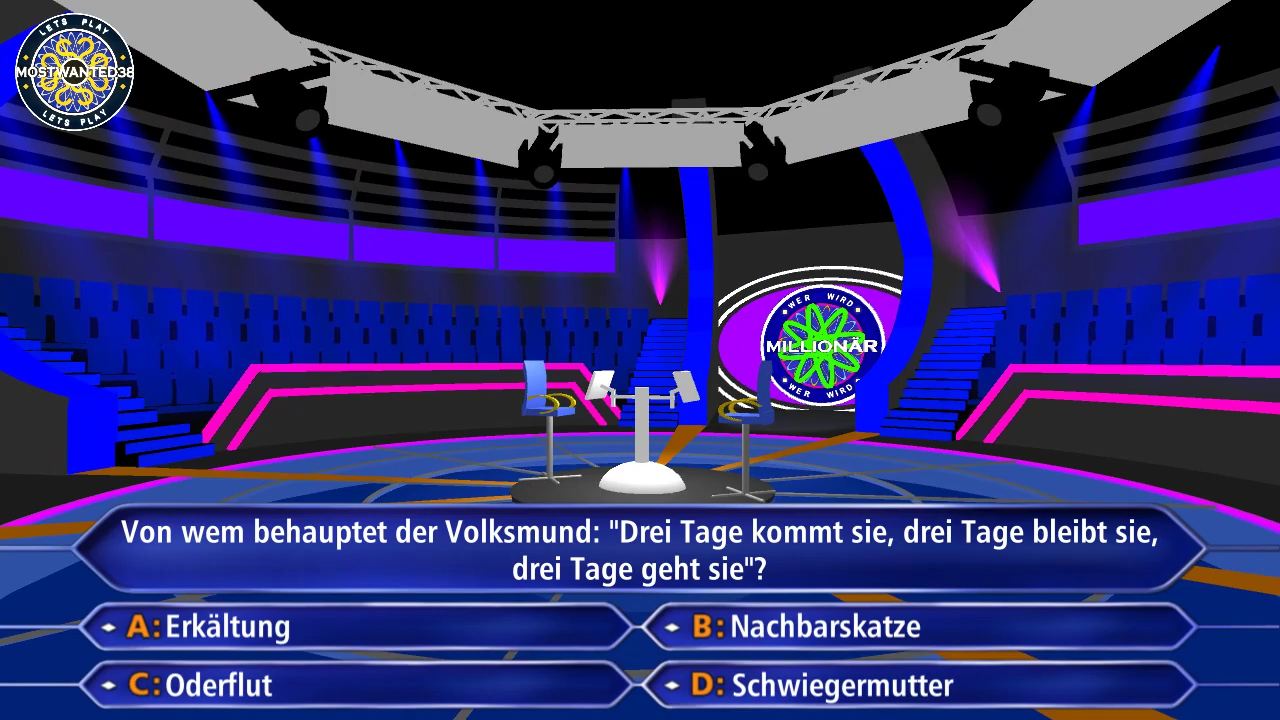 LETS PLAY
MOSTWANTED38
LETS PLAY
WER WIRD
MILLIONÄR
WER WIRD
Von wem behauptet der Volksmund: "Drei Tage kommt sie, drei Tage bleibt sie,
drei Tage geht sie"?
A: Erkältung
B: Nachbarskatze
C: Oderflut
D: Schwiegermutter